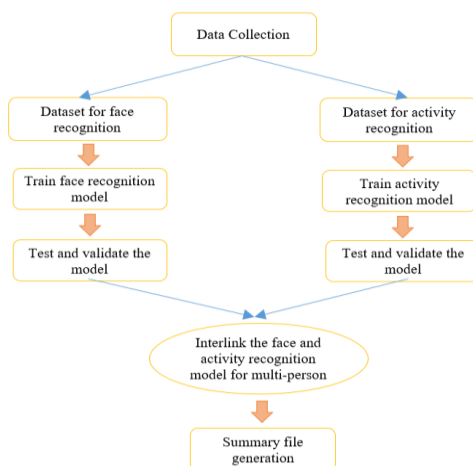 Data Collection
Dataset for face
recognition
Dataset for activity
recognition
Train face recognition
model
Train activity
recognition model
Test and validate the
model
Test and validate the
model
Interlink the face and
activity recognition
model for multi-person
Summary file
generation